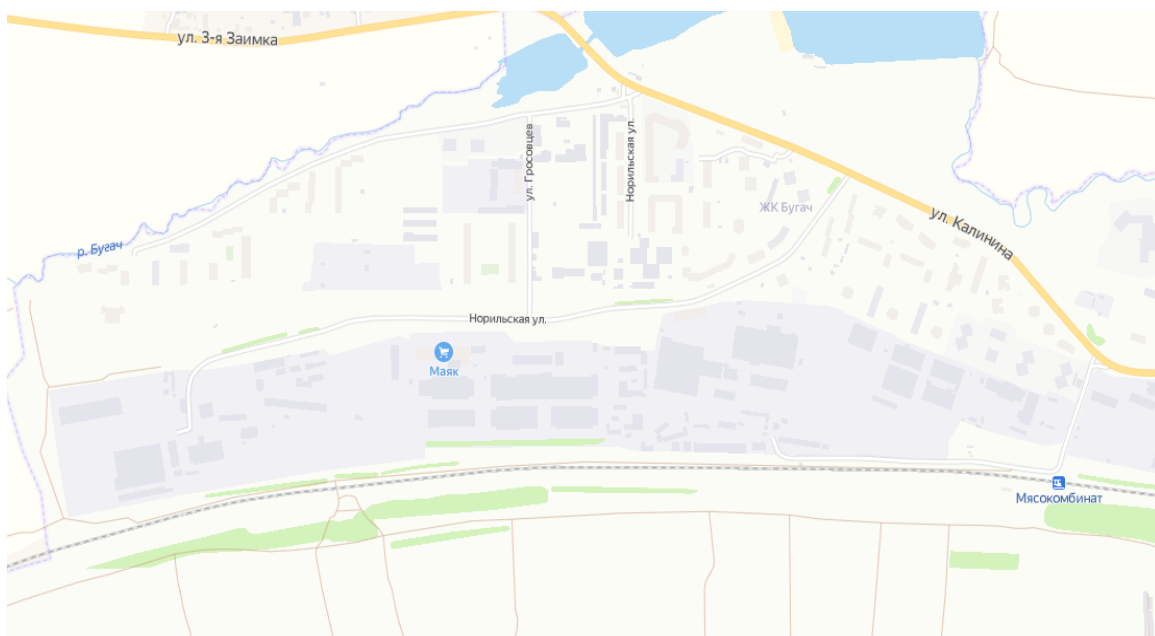 ул. 3-я Заимка
ул. Гросовцев
Норильская ул.
ЖК Бугач
ул. Калинина
р. Бугач
Норильская ул.
Маяк
Мясокомбинат